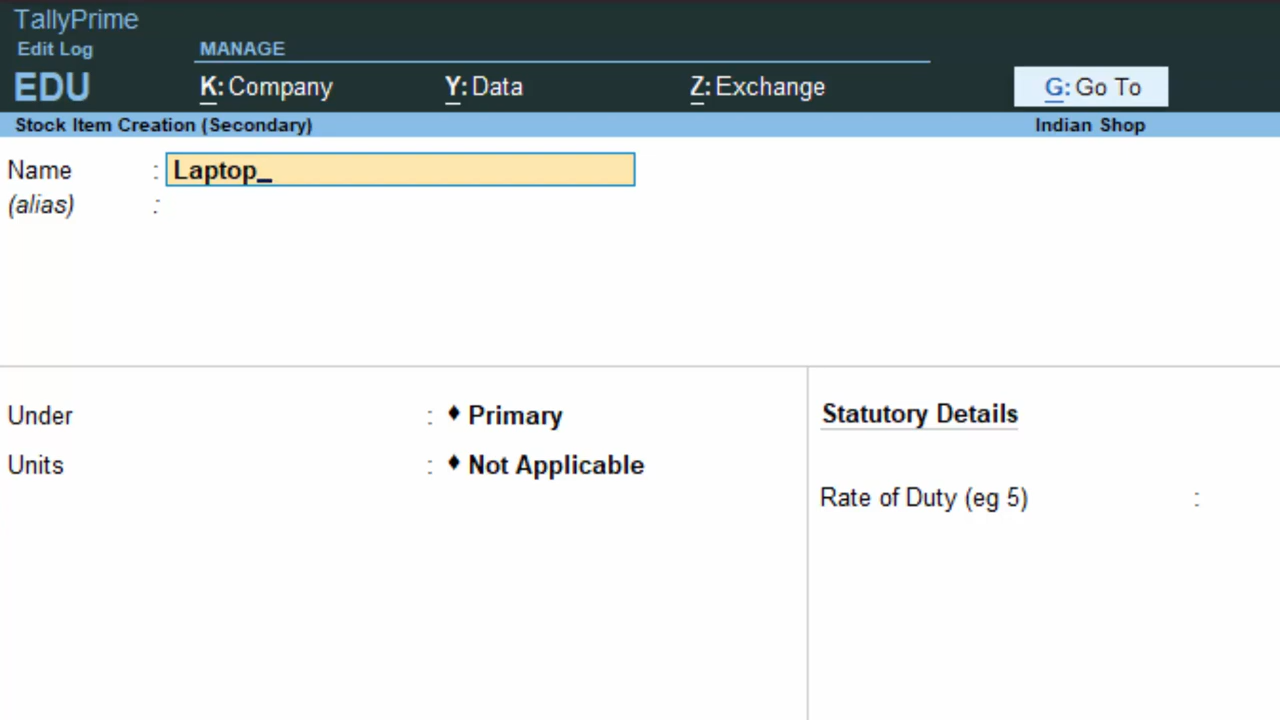 TallyPrime
Edit Log
MANAGE
EDU
K: Company
Y: Data
Z: Exchange
G: Go To
Stock Item Creation (Secondary)
Indian Shop
Name : Laptop_
(alias) :
Under : ♦ Primary
Units : ♦ Not Applicable
Statutory Details
Rate of Duty (eg 5) :